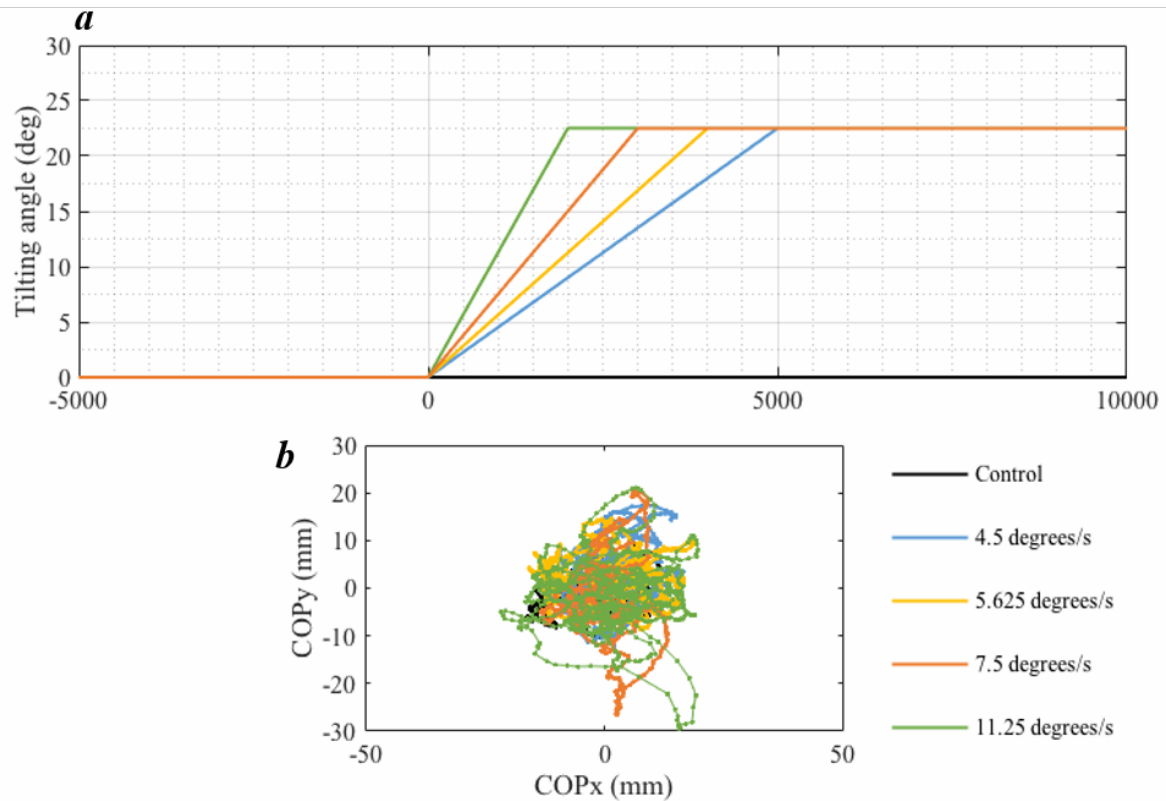 a
30
25
20
15
10
5
0
Tilting angle (deg)
-5000 0 5000 10000
b
30
20
10
0
-10
-20
-30
COPy (mm)
-50 0 50
COPx (mm)
Control
4.5 degrees/s
5.625 degrees/s
7.5 degrees/s
11.25 degrees/s